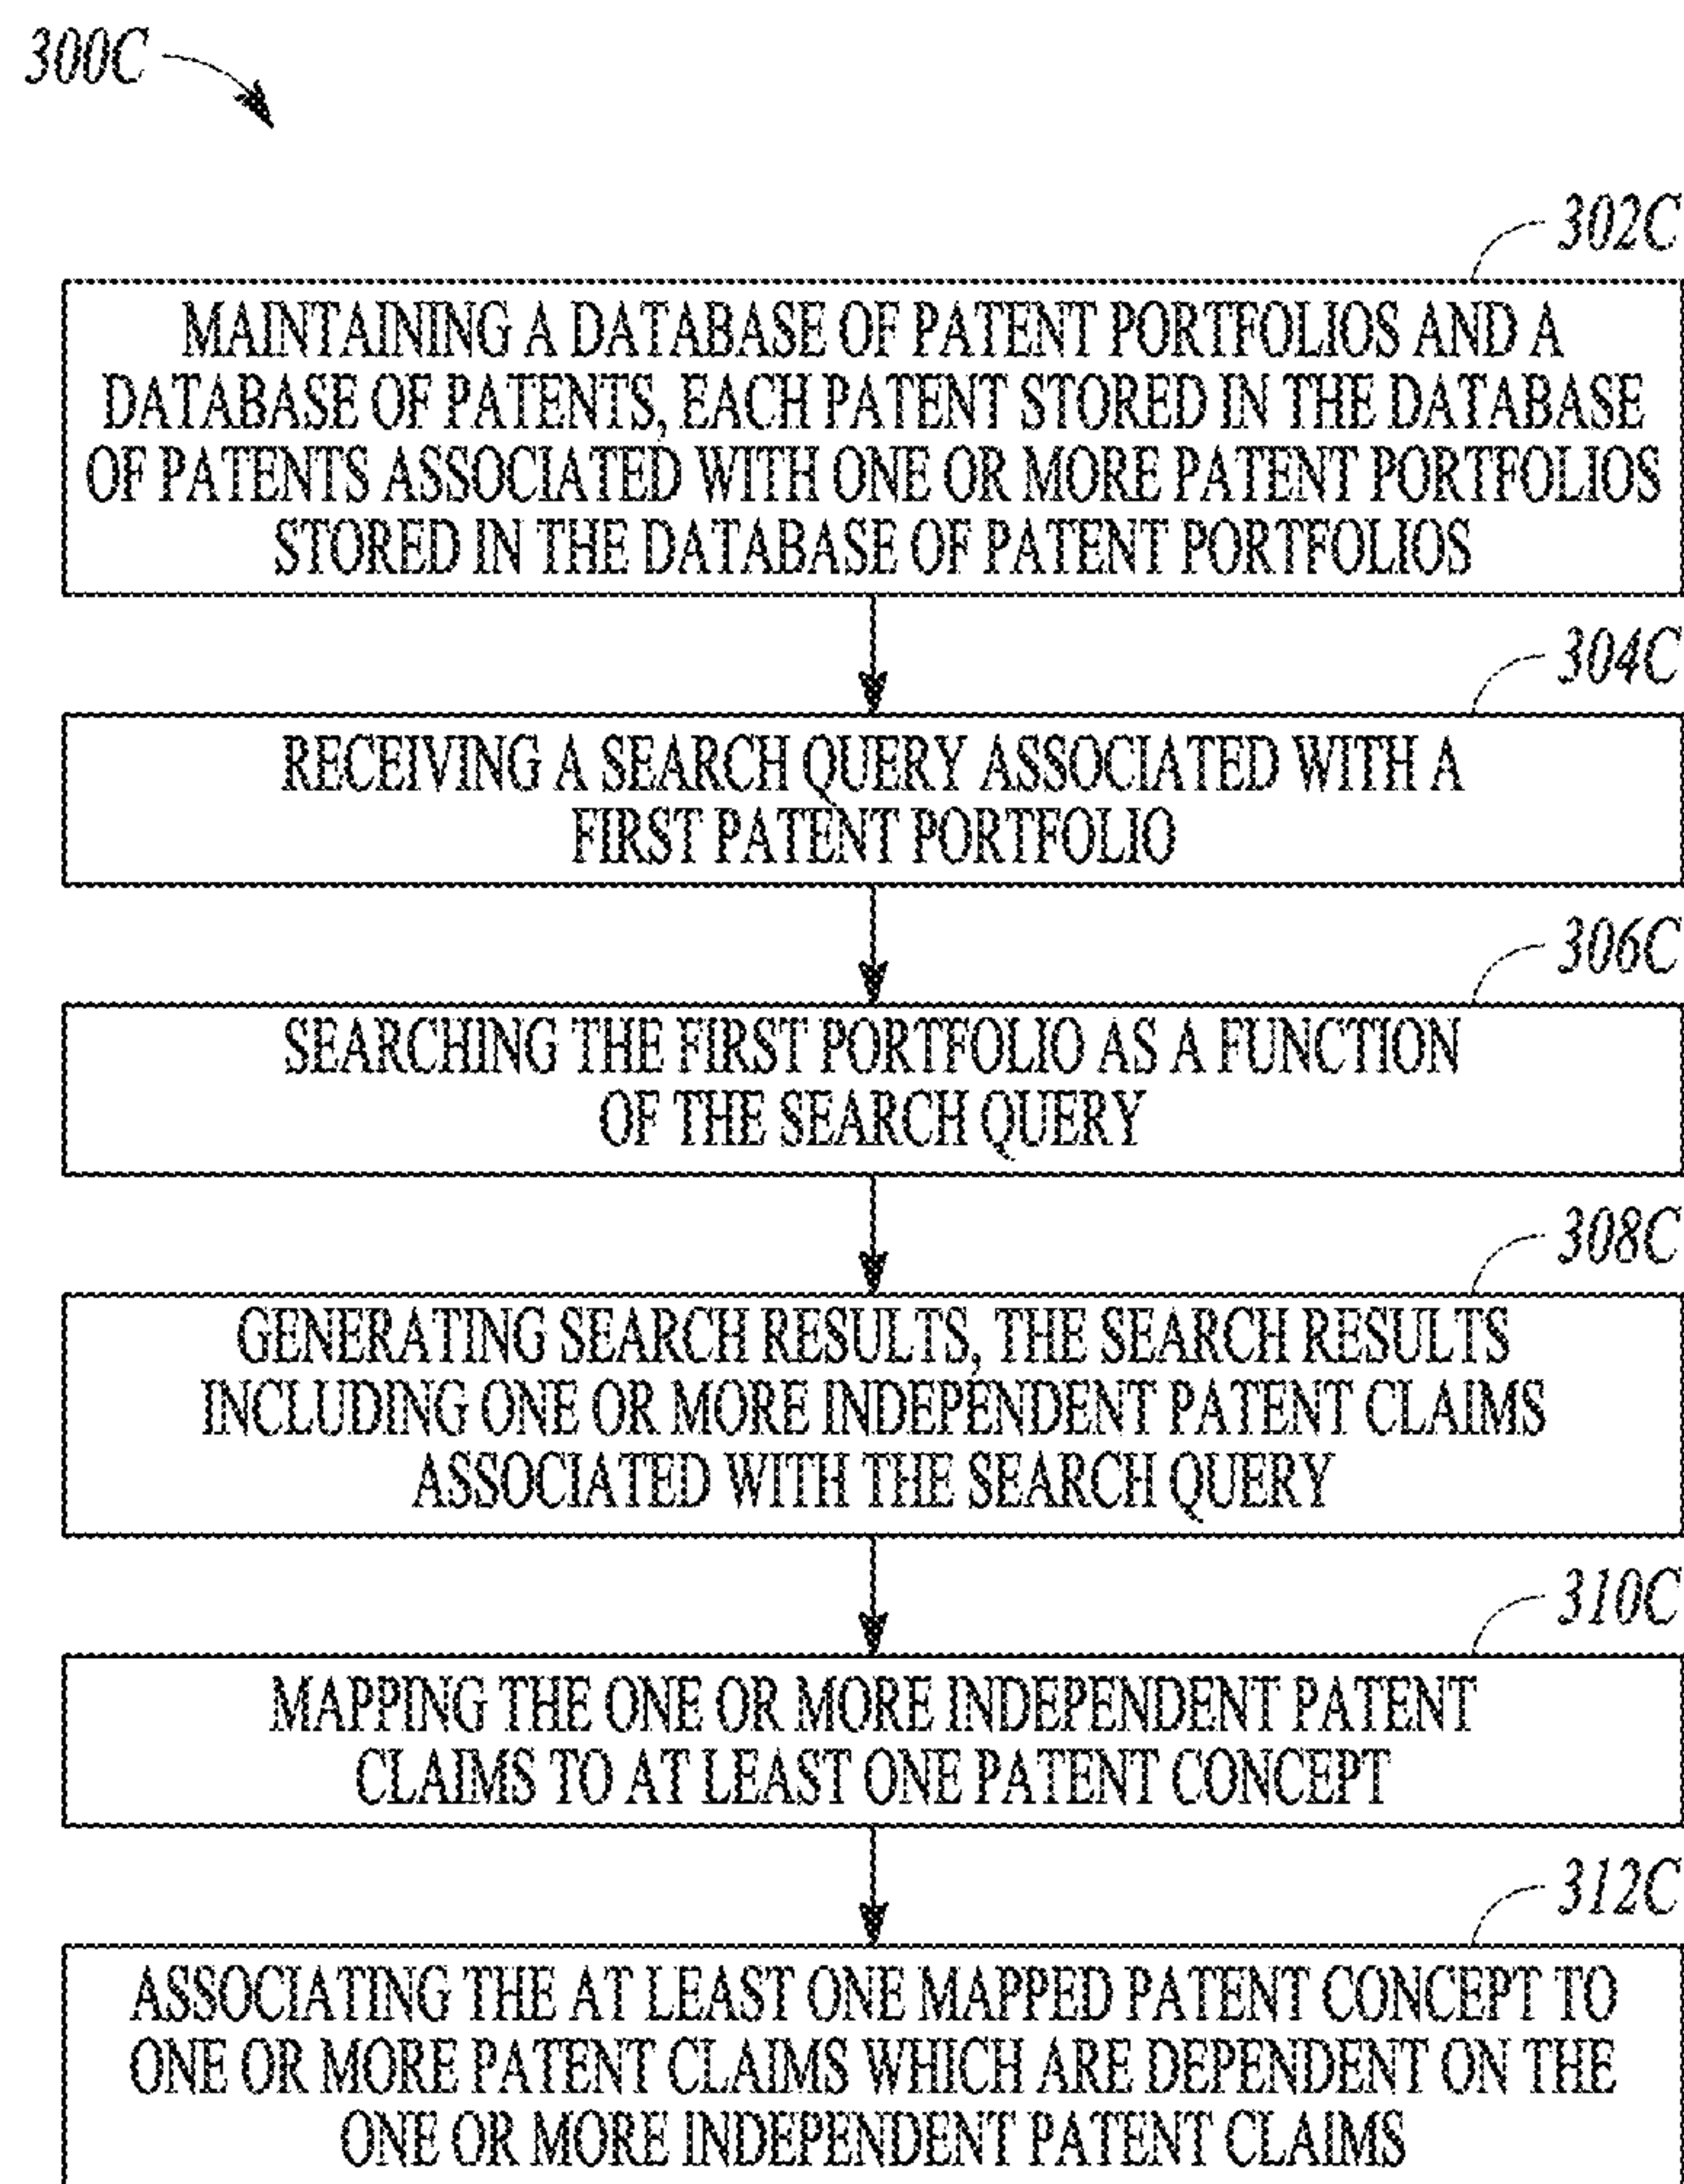 300C
302C
MAINTAINING A DATABASE OF PATENT PORTFOLIOS AND A
DATABASE OF PATENTS, EACH PATENT STORED IN THE DATABASE
OF PATENTS ASSOCIATED WITH ONE OR MORE PATENT PORTFOLIOS
STORED IN THE DATABASE OF PATENT PORTFOLIOS
304C
RECEIVING A SEARCH QUERY ASSOCIATED WITH A
FIRST PATENT PORTFOLIO
306C
SEARCHING THE FIRST PORTFOLIO AS A FUNCTION
OF THE SEARCH QUERY
308C
GENERATING SEARCH RESULTS, THE SEARCH RESULTS
INCLUDING ONE OR MORE INDEPENDENT PATENT CLAIMS
ASSOCIATED WITH THE SEARCH QUERY
310C
MAPPING THE ONE OR MORE INDEPENDENT PATENT
CLAIMS TO AT LEAST ONE PATENT CONCEPT
312C
ASSOCIATING THE AT LEAST ONE MAPPED PATENT CONCEPT TO
ONE OR MORE PATENT CLAIMS WHICH ARE DEPENDENT ON THE
ONE OR MORE INDEPENDENT PATENT CLAIMS